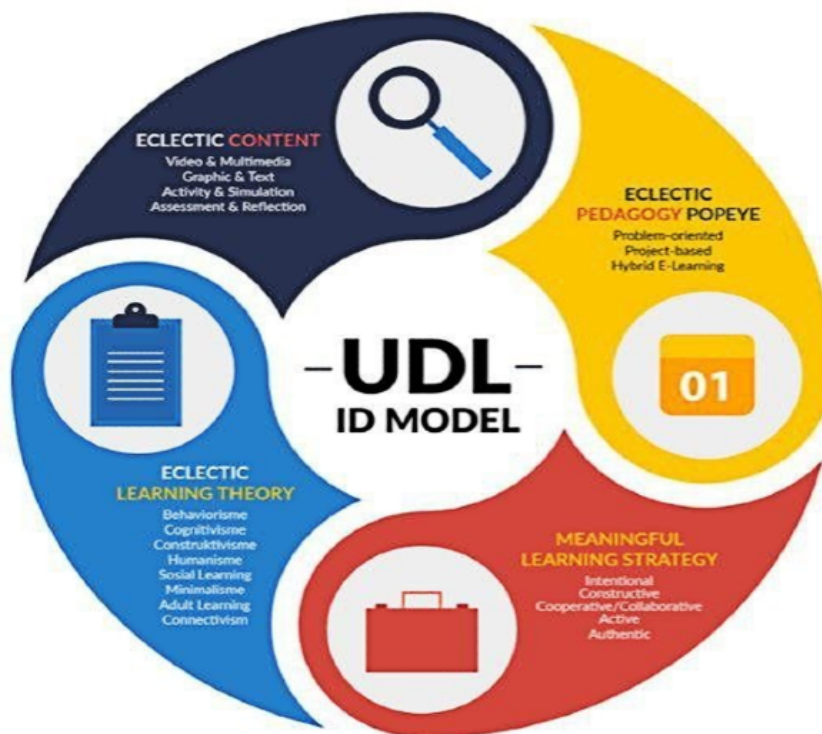 ECLECTIC CONTENT
Video & Multimedia
Graphic & Text
Activity & Simulation
Assessment & Reflection
ECLECTIC
PEDAGOGY POPEYE
Problem-oriented
Project-based
Hybrid E-Learning
01
-UDL-
ID MODEL
ECLECTIC
LEARNING THEORY
Behaviorisme
Cognitivisme
Construktivisme
Humanisme
Sosial Learning
Minimalisme
Adult Learning
Connectivism
MEANINGFUL
LEARNING STRATEGY
Intentional
Constructive
Cooperative/Collaborative
Active
Authentic